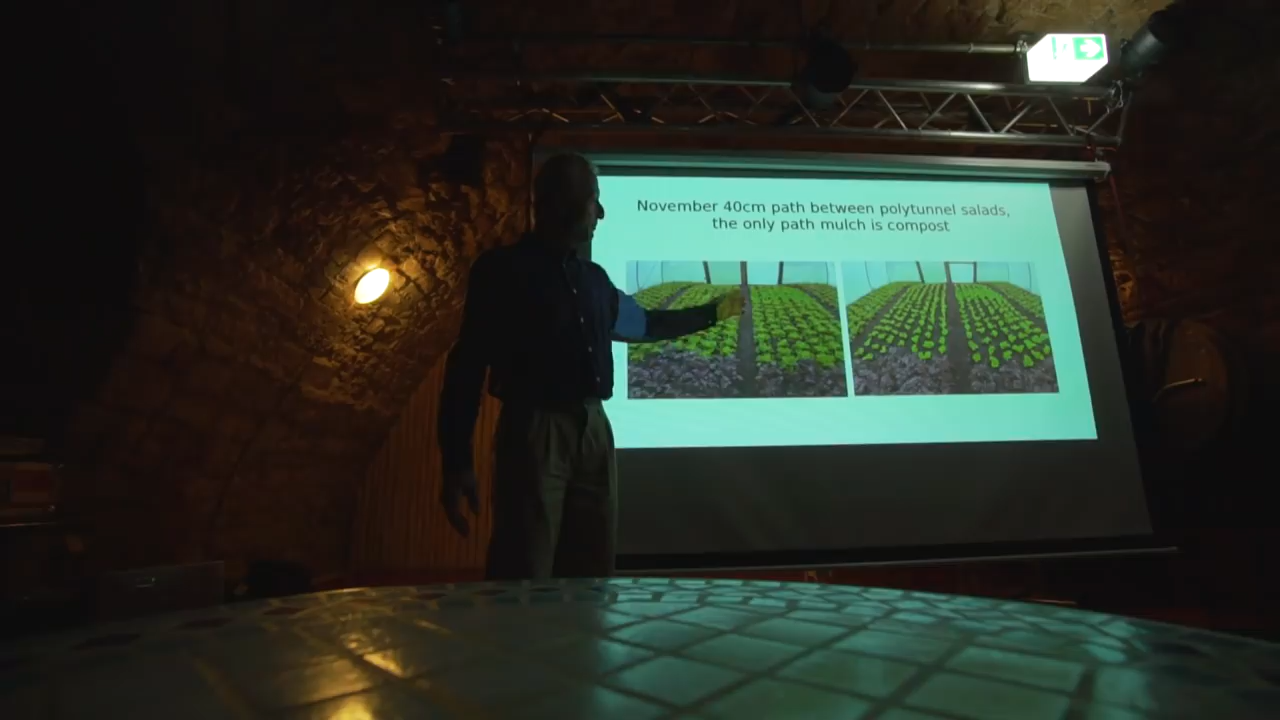 November 40cm path between polytunnel salads,
the only path mulch is compost